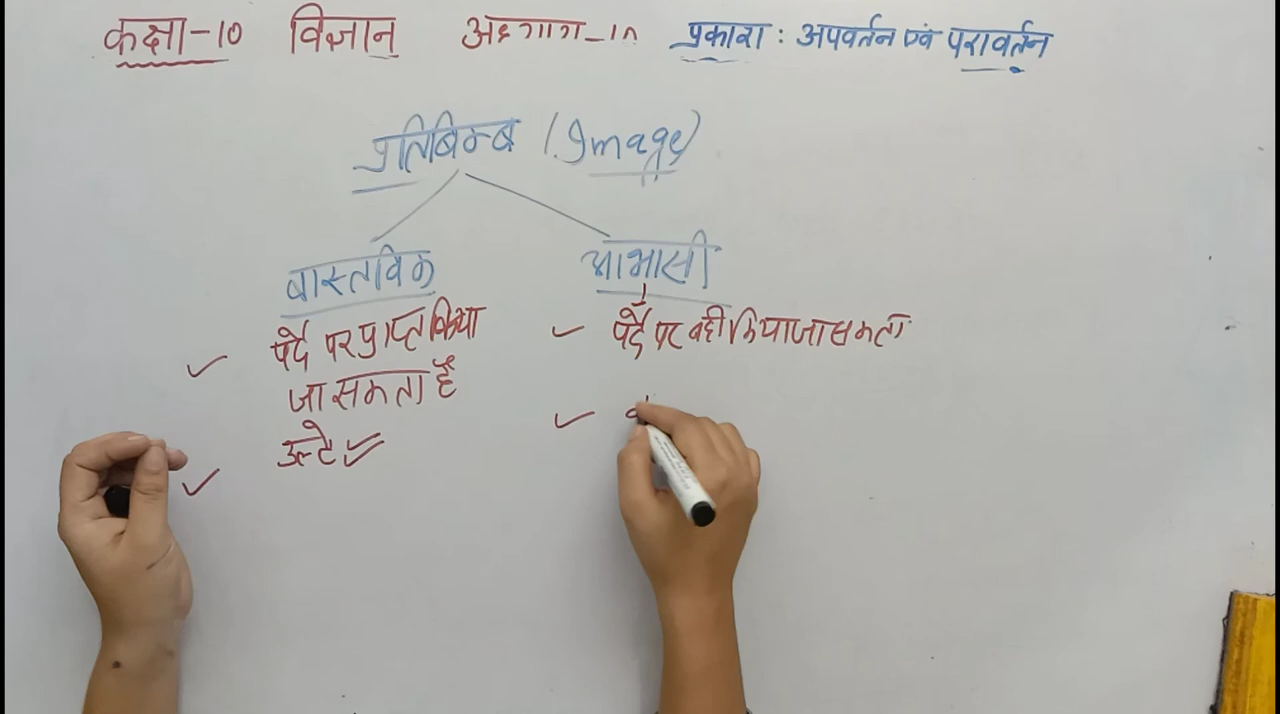 कक्षा-10 विज्ञान प्रकाश : अपवर्तन एवं परावर्तन
प्रतिबिम्ब (Image)
वास्तविक आभासी
पर्दे पर प्राप्त किया
जा सकता है
पर्दे पर नहीं किया जा सकता
उल्टे